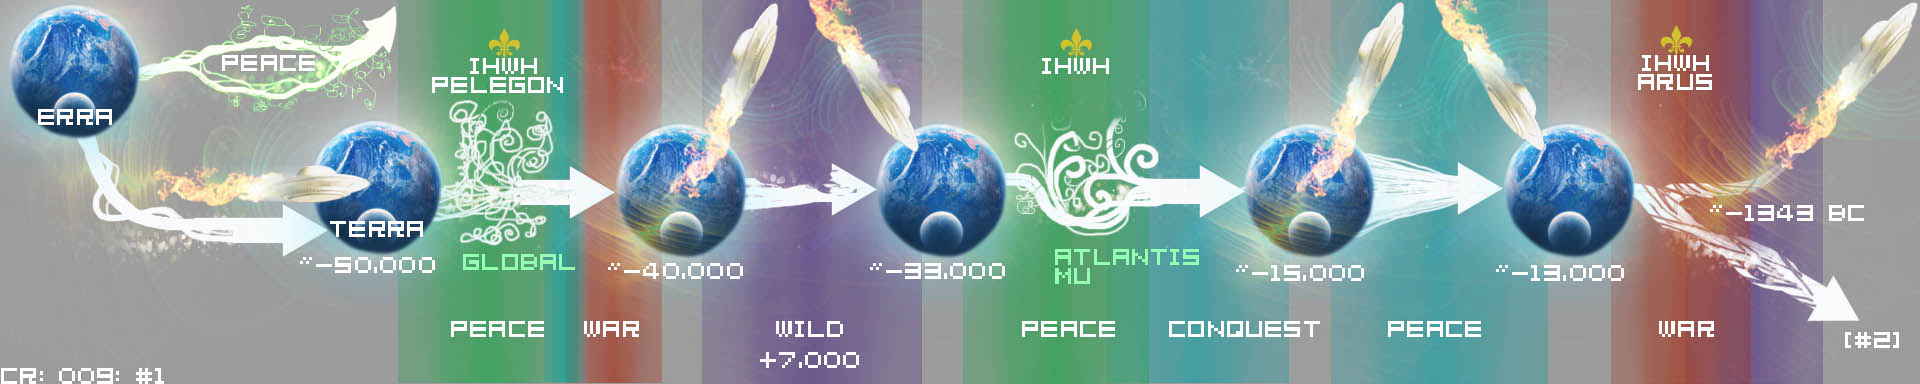 ERRA
PEACE
TERRA
~-50.000
IHWH
PELEGON
GLOBAL
PEACE
WAR
~-40.000
WILD
+7.000
~-33.000
IHWH
ATLANTIS
MU
PEACE
CONQUEST
~-15.000
PEACE
~-13.000
IHWH
ARUS
~-1343 BC
WAR
[#2]
CR: 009: #1